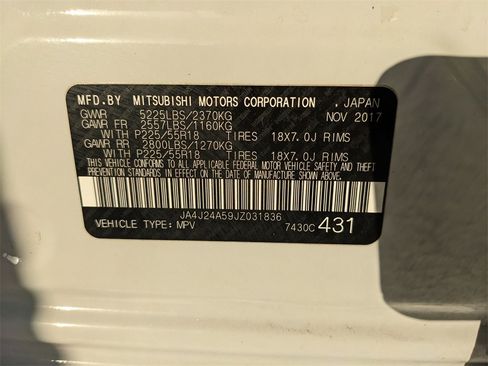 MFD.BY MITSUBISHI MOTORS CORPORATION . JAPAN
GVWR 5225LBS/2370KG NOV 2017
GAWR FR 2557LBS/1160KG
WITH P225/55R18 TIRES 18X7.0J RIMS
GAWR RR 2800LBS/1270KG
WITH P225/55R18 TIRES 18X7.0J RIMS
THIS VEHICLE CONFORMS TO ALL APPLICABLE FEDERAL MOTOR VEHICLE SAFETY AND THEFT
PREVENTION STANDARDS IN EFFECT ON THE DATE OF MANUFACTURE SHOWN ABOVE.
JA4J24A59JZ031836
VEHICLE TYPE: MPV 7430C 431